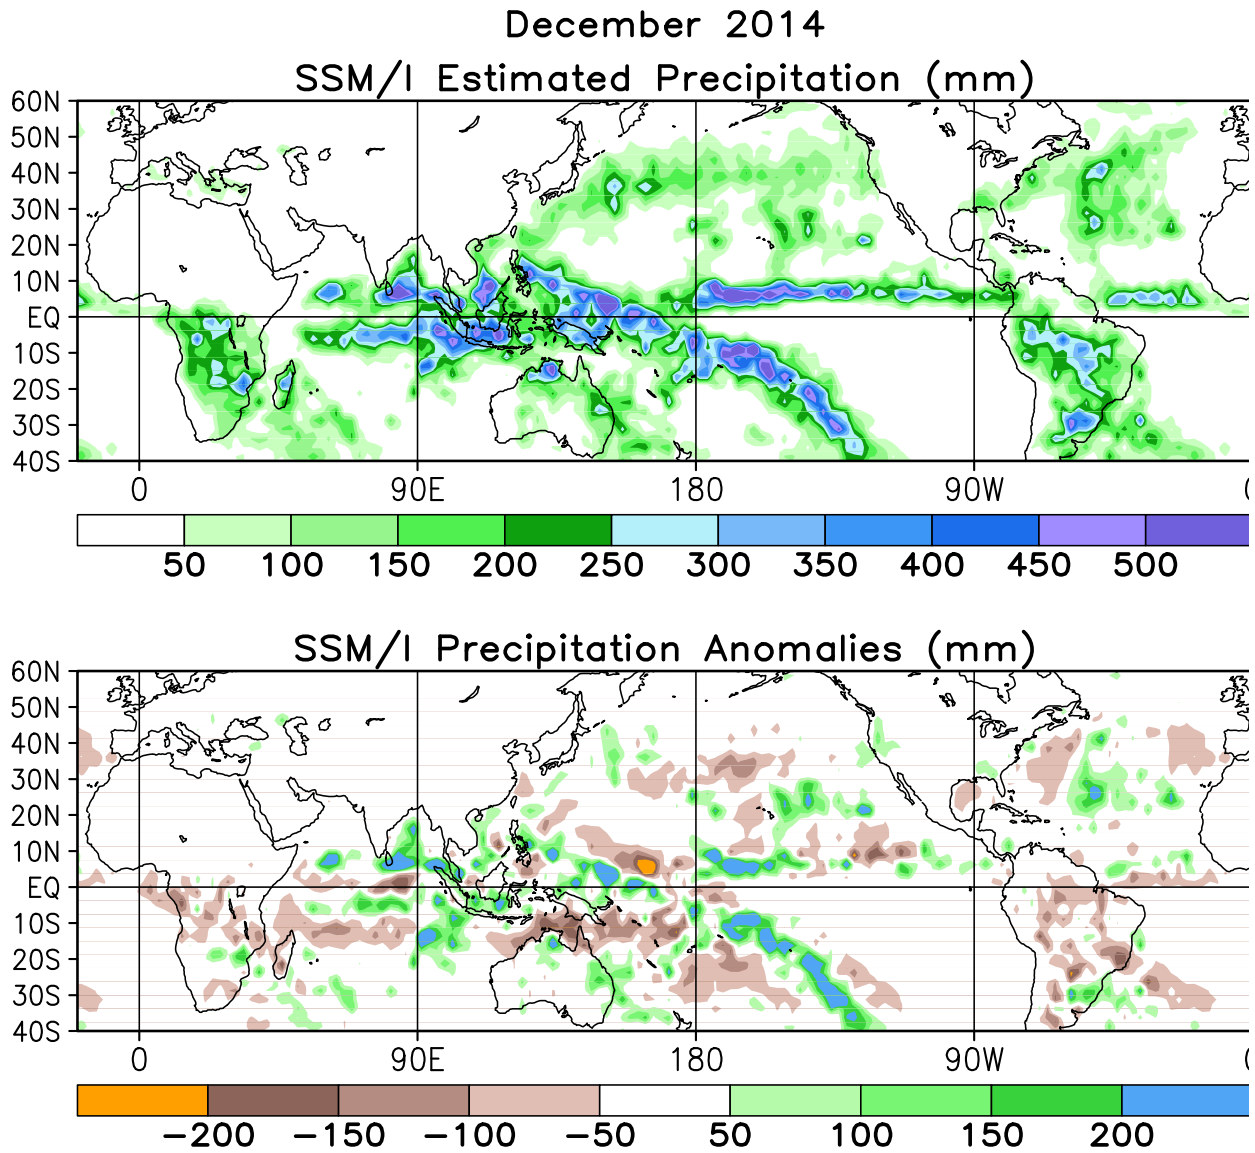 December 2014
SSM/I Estimated Precipitation (mm)
60N
50N
40N
30N
20N
10N
EQ
10S
20S
30S
40S
0 90E 180 90W 0
50 100 150 200 250 300 350 400 450 500
SSM/I Precipitation Anomalies (mm)
60N
50N
40N
30N
20N
10N
EQ
10S
20S
30S
40S
0 90E 180 90W 0
−200 −150 −100 −50 50 100 150 200